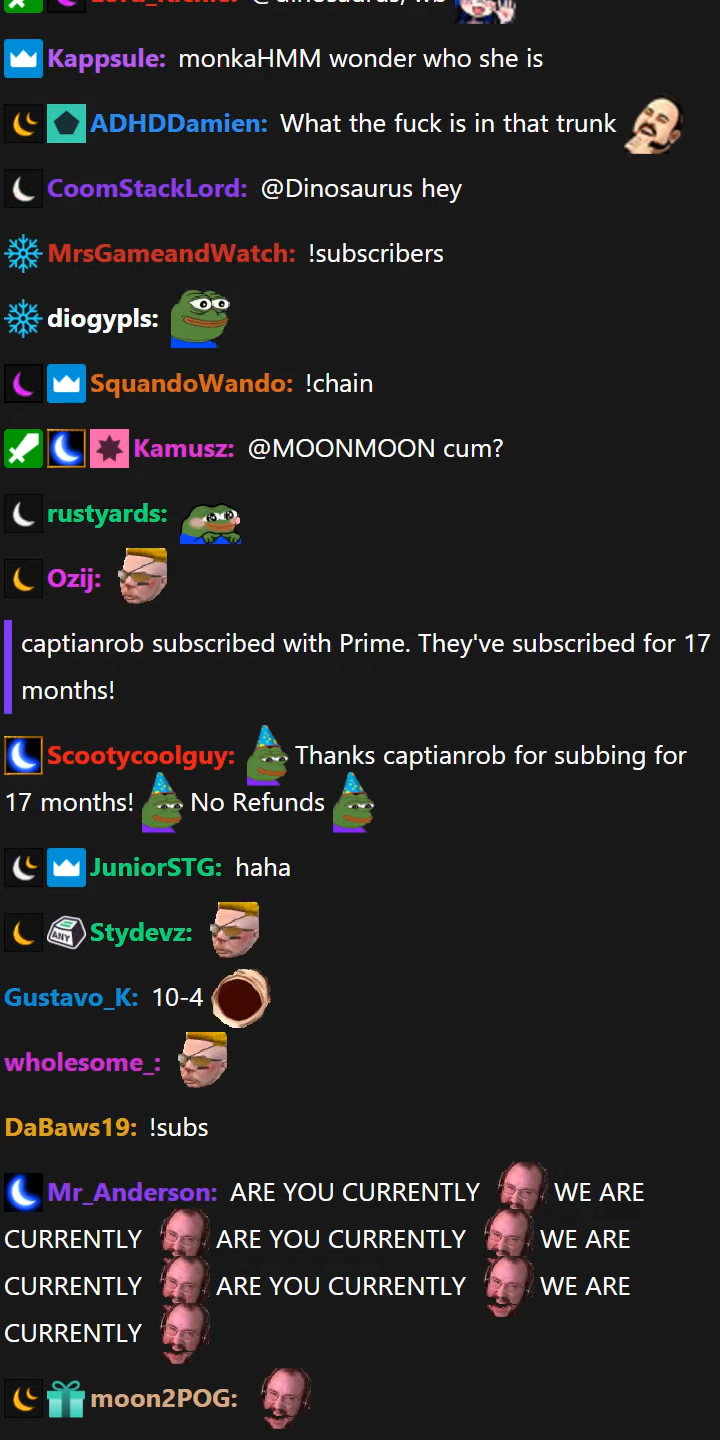 Lord_Richie: @dinosaurus, wb
Kappsule: monkaHMM wonder who she is
ADHDDamien: What the fuck is in that trunk
CoomStackLord: @Dinosaurus hey
MrsGameandWatch: !subscribers
diogypls:
SquandoWando: !chain
Kamusz: @MOONMOON cum?
rustyards:
Ozij:
captianrob subscribed with Prime. They've subscribed for 17
months!
Scootycoolguy: Thanks captianrob for subbing for
17 months! No Refunds
JuniorSTG: haha
ANY Stydevz:
Gustavo_K: 10-4
wholesome_:
DaBaws19: !subs
Mr_Anderson: ARE YOU CURRENTLY WE ARE
CURRENTLY ARE YOU CURRENTLY WE ARE
CURRENTLY ARE YOU CURRENTLY WE ARE
CURRENTLY
moon2POG: